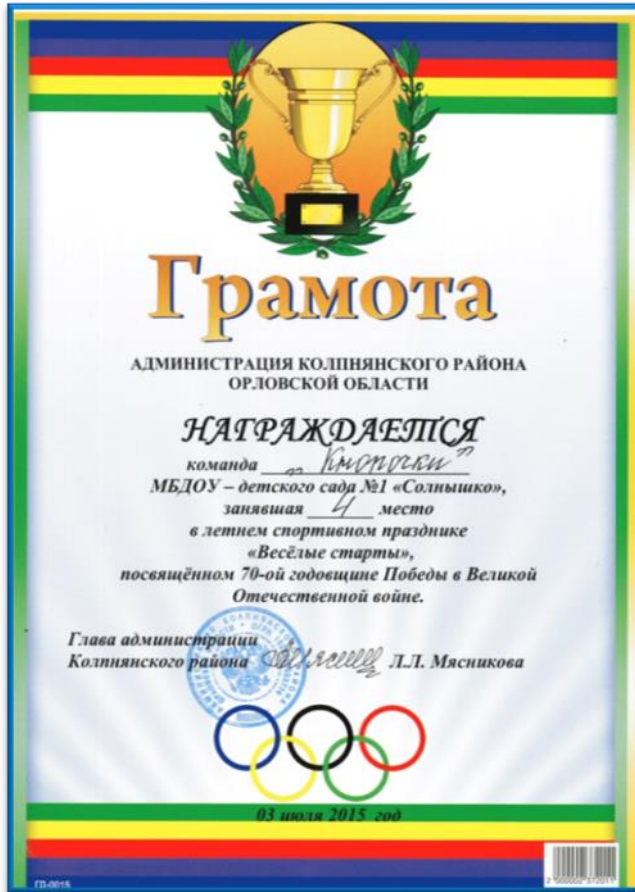 Грамота
АДМИНИСТРАЦИЯ КОЛПНЯНСКОГО РАЙОНА
ОРЛОВСКОЙ ОБЛАСТИ
НАГРАЖДАЕТСЯ
команда „Кнопочки”
МБДОУ – детского сада №1 «Солнышко»,
занявшая 4 место
в летнем спортивном празднике
«Весёлые старты»,
посвящённом 70-ой годовщине Победы в Великой
Отечественной войне.
Глава администрации
Колпнянского района Л.Л. Мясникова
03 июля 2015 год
ГП-0015